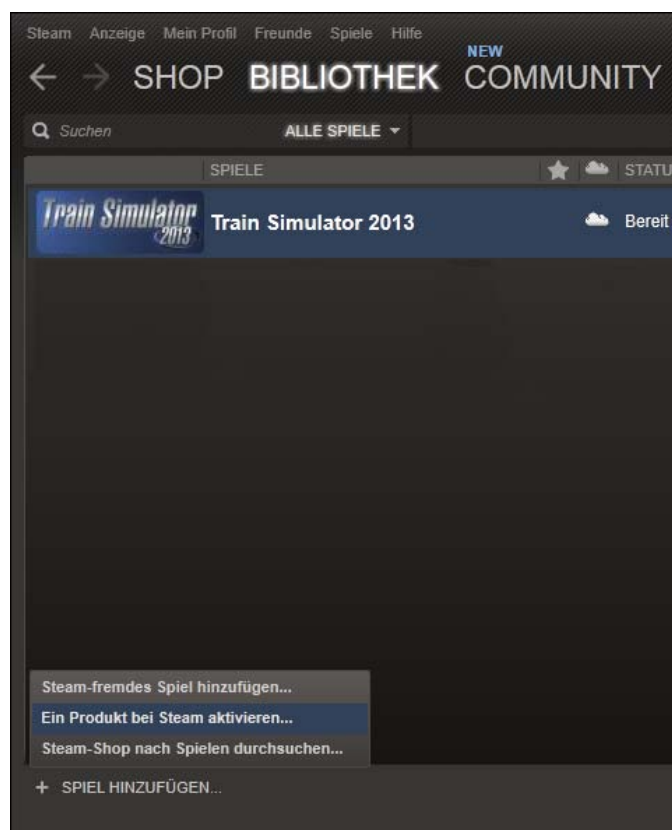 Steam Anzeige Mein Profil Freunde Spiele Hilfe
NEW
SHOP BIBLIOTHEK COMMUNITY
Suchen ALLE SPIELE
SPIELE STATU
Train Simulator 2013 Train Simulator 2013 Bereit
Steam-fremdes Spiel hinzufügen...
Ein Produkt bei Steam aktivieren...
Steam-Shop nach Spielen durchsuchen...
+ SPIEL HINZUFÜGEN...